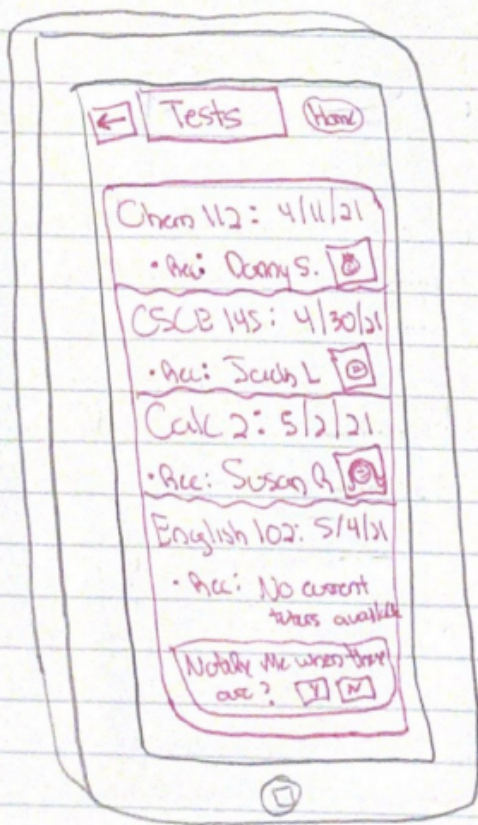 ← Tests Home
Chem 112: 4/11/21
• Rec: Danny S.
CSCE 145: 4/30/21
• Rec: Jacob L
Calc 2: 5/2/21
• Rec: Susan R
English 102: 5/4/21
• Rec: No current
tutors available
Notify Me when there
are? Y N